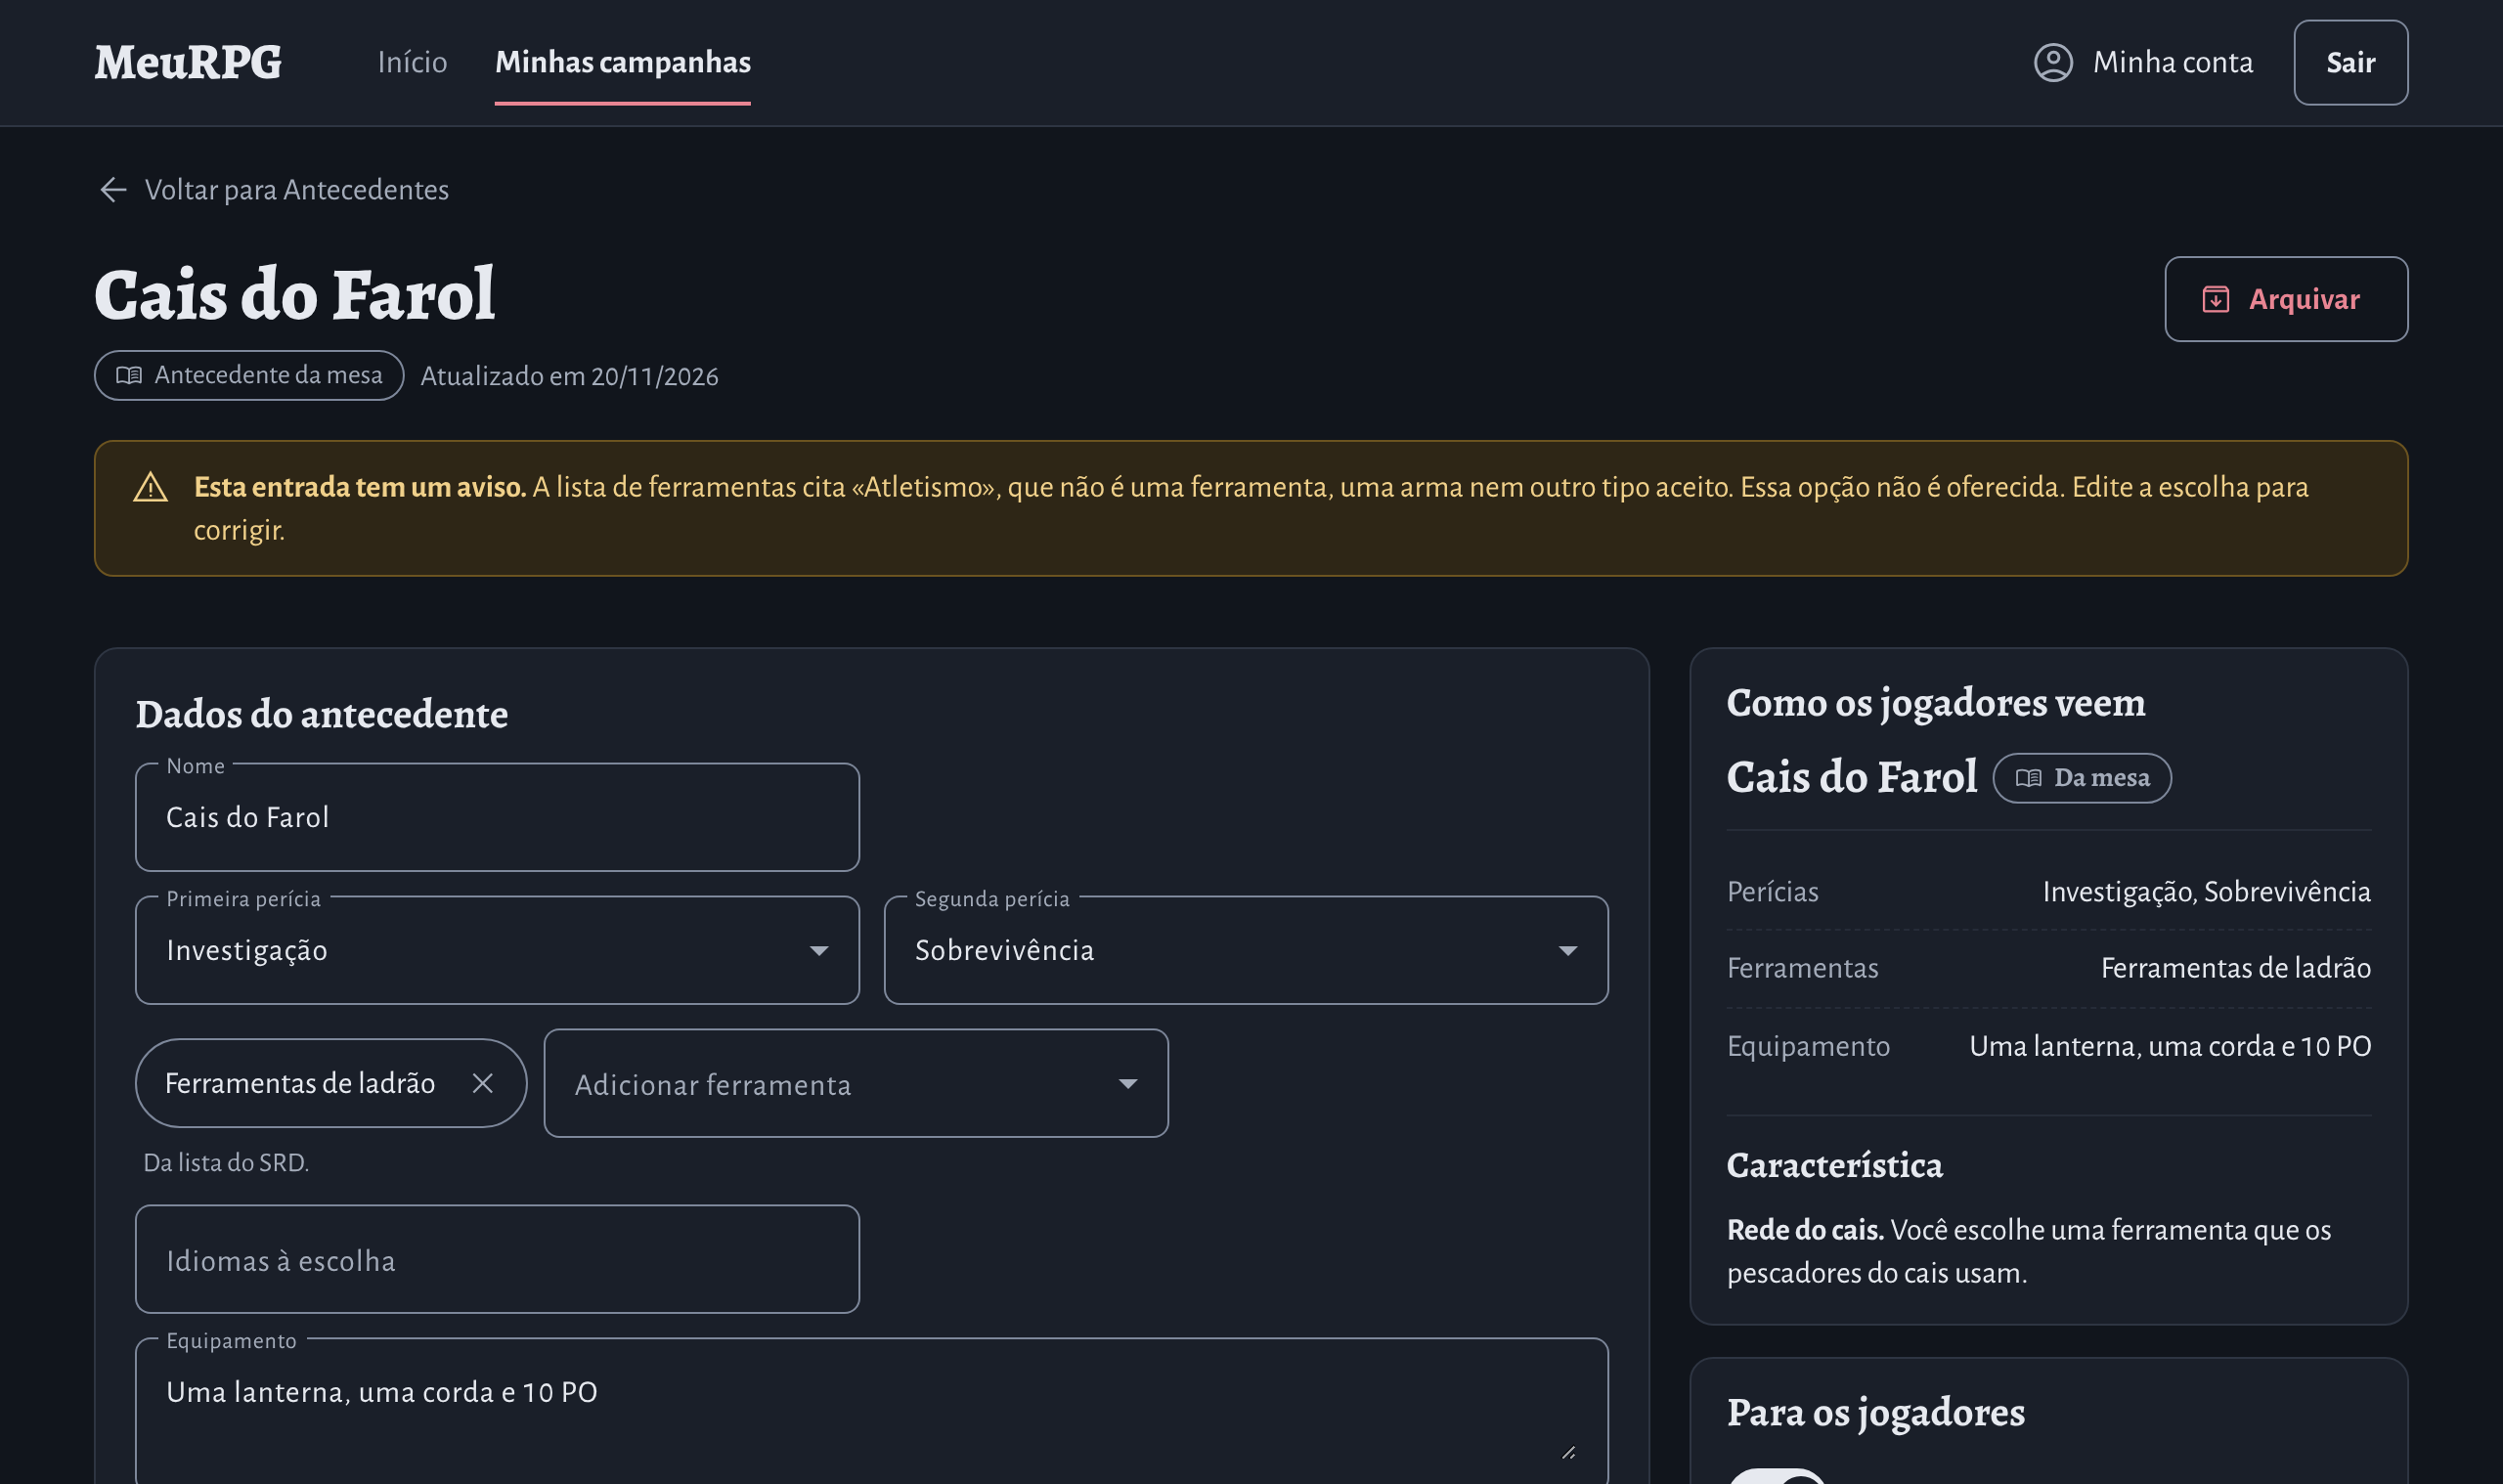 MeuRPG
Início
Minhas campanhas
Minha conta
Sair
Voltar para Antecedentes
Cais do Farol
Arquivar
Antecedente da mesa
Atualizado em 20/11/2026
Esta entrada tem um aviso. A lista de ferramentas cita «Atletismo», que não é uma ferramenta, uma arma nem outro tipo aceito. Essa opção não é oferecida. Edite a escolha para
corrigir.
Dados do antecedente
Nome
Cais do Farol
Primeira perícia
Investigação
Segunda perícia
Sobrevivência
Ferramentas de ladrão
Adicionar ferramenta
Da lista do SRD.
Idiomas à escolha
Equipamento
Uma lanterna, uma corda e 10 PO
Como os jogadores veem
Cais do Farol
Da mesa
Perícias
Investigação, Sobrevivência
Ferramentas
Ferramentas de ladrão
Equipamento
Uma lanterna, uma corda e 10 PO
Característica
Rede do cais. Você escolhe uma ferramenta que os
pescadores do cais usam.
Para os jogadores